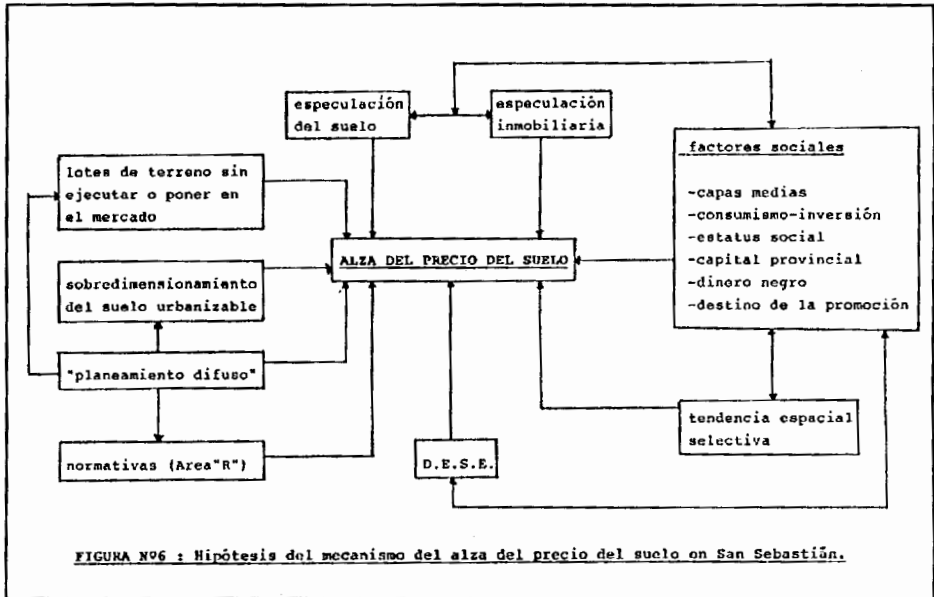 especulación
del suelo
especulación
inmobiliaria
lotes de terreno sin
ejecutar o poner en
el mercado
factores sociales
-capas medias
-consumismo-inversión
-estatus social
-capital provincial
-dinero negro
-destino de la promoción
ALZA DEL PRECIO DEL SUELO
sobredimensionamiento
del suelo urbanizable
"planeamiento difuso"
tendencia espacial
selectiva
normativas (Area"R")
D.E.S.E.
FIGURA Nº6 : Hipótesis del mecanismo del alza del precio del suelo en San Sebastián.